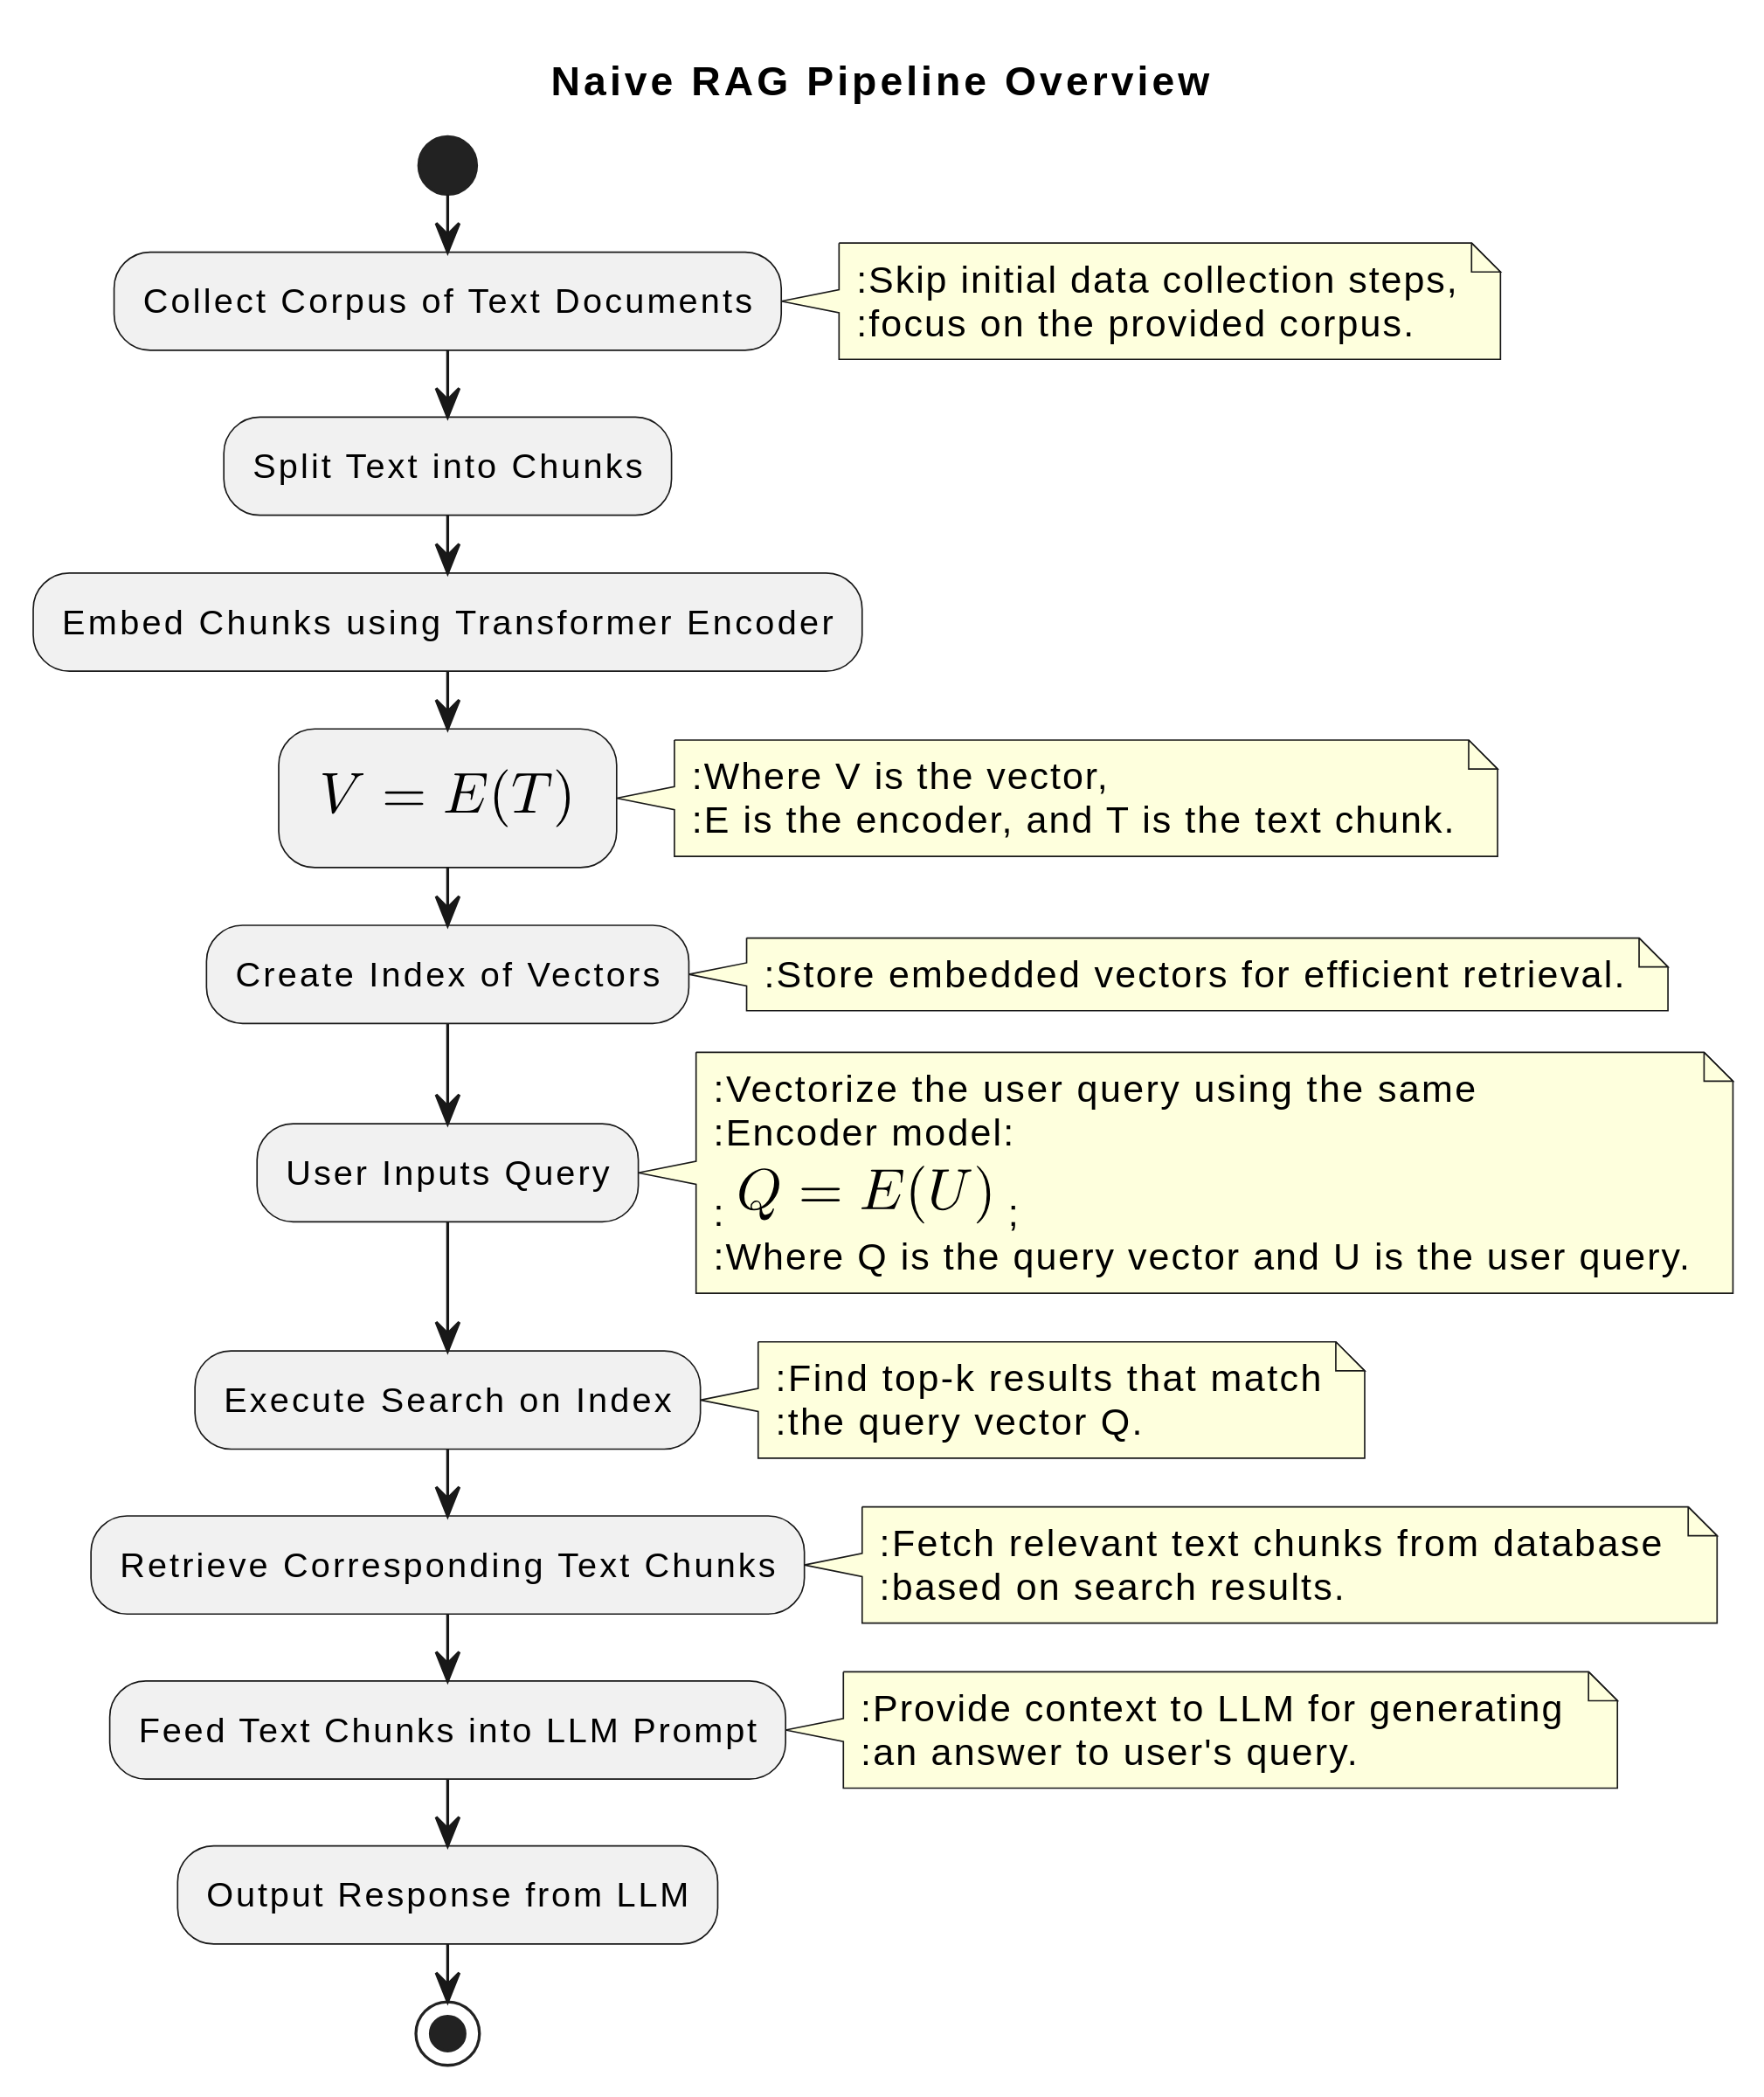 Naive RAG Pipeline Overview
Collect Corpus of Text Documents
:Skip initial data collection steps,
:focus on the provided corpus.
Split Text into Chunks
Embed Chunks using Transformer Encoder
V = E(T)
:Where V is the vector,
:E is the encoder, and T is the text chunk.
Create Index of Vectors
:Store embedded vectors for efficient retrieval.
User Inputs Query
:Vectorize the user query using the same
:Encoder model:
: Q = E(U) ;
:Where Q is the query vector and U is the user query.
Execute Search on Index
:Find top-k results that match
:the query vector Q.
Retrieve Corresponding Text Chunks
:Fetch relevant text chunks from database
:based on search results.
Feed Text Chunks into LLM Prompt
:Provide context to LLM for generating
:an answer to user's query.
Output Response from LLM